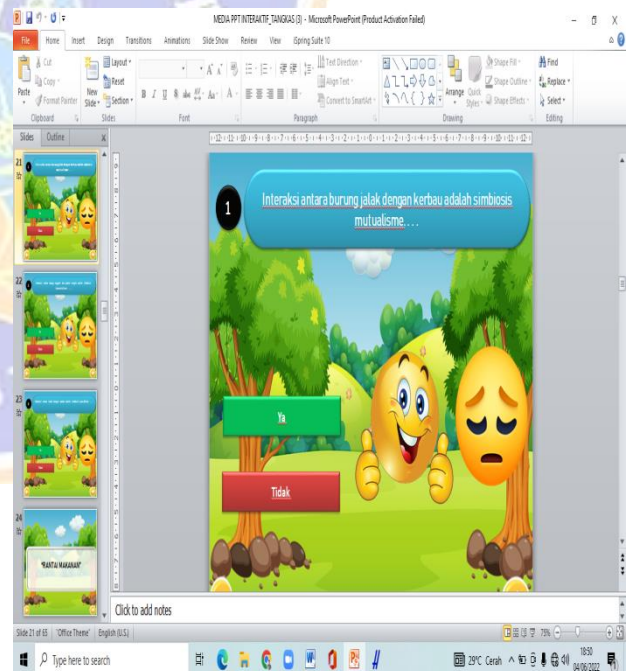 MEDIA PPT INTERAKTIF_TANGKAS (3) - Microsoft PowerPoint (Product Activation Failed)
File Home Insert Design Transitions Animations Slide Show Review View iSpring Suite 10
Cut
Copy
Format Painter
Paste
Clipboard
New Slide
Layout
Reset
Section
Slides
Font
Text Direction
Align Text
Convert to SmartArt
Paragraph
Arrange
Quick Styles
Shape Fill
Shape Outline
Shape Effects
Drawing
Find
Replace
Select
Editing
Slides Outline
21
22
23
24
"RANTAI MAKANAN"
1
Interaksi antara burung jalak dengan kerbau adalah simbiosis
mutualisme. . . .
Ya
Tidak
Click to add notes
Slide 21 of 65 "Office Theme" English (U.S.) 75%
Type here to search
29°C Cerah
18:50
04/06/2022